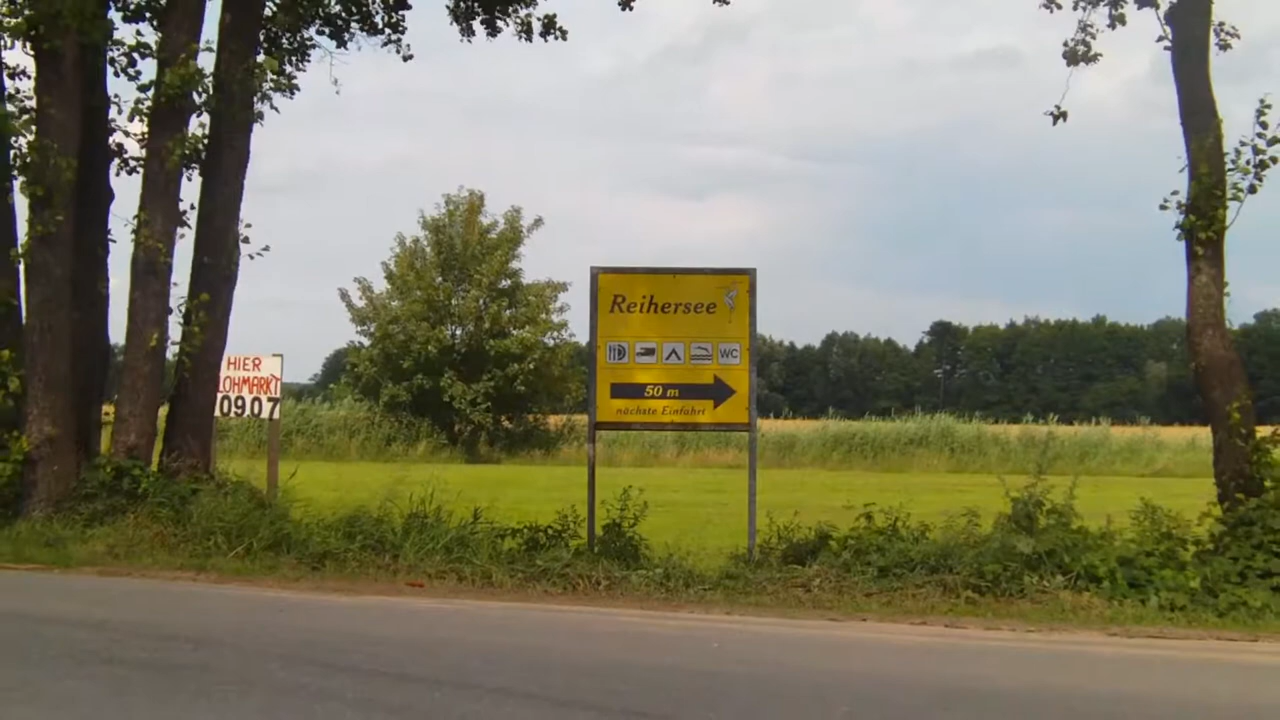 HIER
LOHMARKT
09.07
Reihersee
WC
50 m
nächste Einfahrt